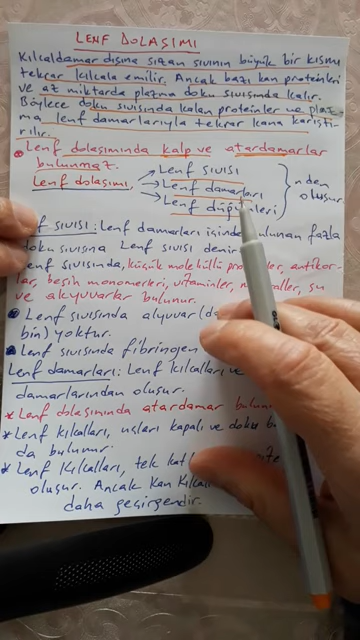 LENF DOLAŞIMI
Kılcaldamar dışına sızan sıvının büyük bir kısmı
tekrar kılcala emilir. Ancak bazı kan proteinleri
ve az miktarda plazma doku sıvısında kalır.
Böylece doku sıvısında kalan proteinler ve plaz-
ma lenf damarlarıyla tekrar kana karıştı-
rılır.
Lenf dolaşımında kalp ve atardamarlar
bulunmaz.
Lenf dolaşımı,
Lenf sıvısı
Lenf damarları
Lenf düğümleri
nden
oluşur.
sıvısı: Lenf damarları içinde bulunan fazla
doku sıvısına Lenf sıvısı denir
Lenf sıvısında, küçük moleküllü proteinler, antikor-
lar, besin monomerleri, vitaminler, mineraller, su
ve akyuvarlar bulunur.
Lenf sıvısında alyuvar
bin) yoktur.
Lenf sıvısında fibrinojen
Lenf damarları: Lenf kılcalları ve
damarlarından oluşur.
* Lenf dolaşımında atardamar
* Lenf kılcalları, uçları kapalı ve doku
da bulunur.
* Lenf kılcalları, tek
oluşur. Ancak kan
daha geçirgendir.